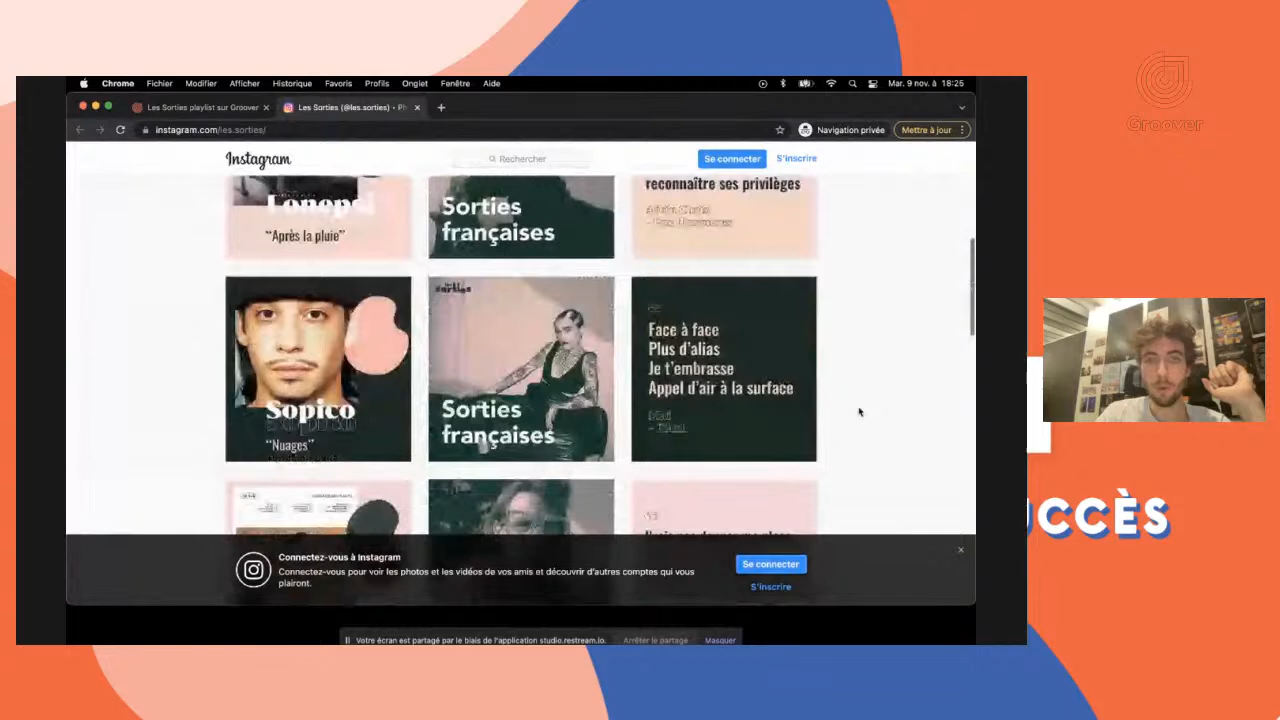 Groover
Chrome Fichier Modifier Afficher Historique Favoris Profils Onglet Fenêtre Aide Mar. 9 nov. à 18:25
Les Sorties playlist sur Groover
Les Sorties (@les.sorties) • Ph
instagram.com/les.sorties/
Navigation privée
Mettre à jour
Instagram
Rechercher
Se connecter
S'inscrire
“Après la pluie”
Sorties
françaises
reconnaître ses privilèges
Sopico
“Nuages”
sorties
Sorties
françaises
Face à face
Plus d'alias
Je t'embrasse
Appel d'air à la surface
Connectez-vous à Instagram
Connectez-vous pour voir les photos et les vidéos de vos amis et découvrir d'autres comptes qui vous
plairont.
Se connecter
S'inscrire
UCCÈS
Votre écran est partagé par le biais de l'application studio.restream.io.
Arrêter le partage
Masquer